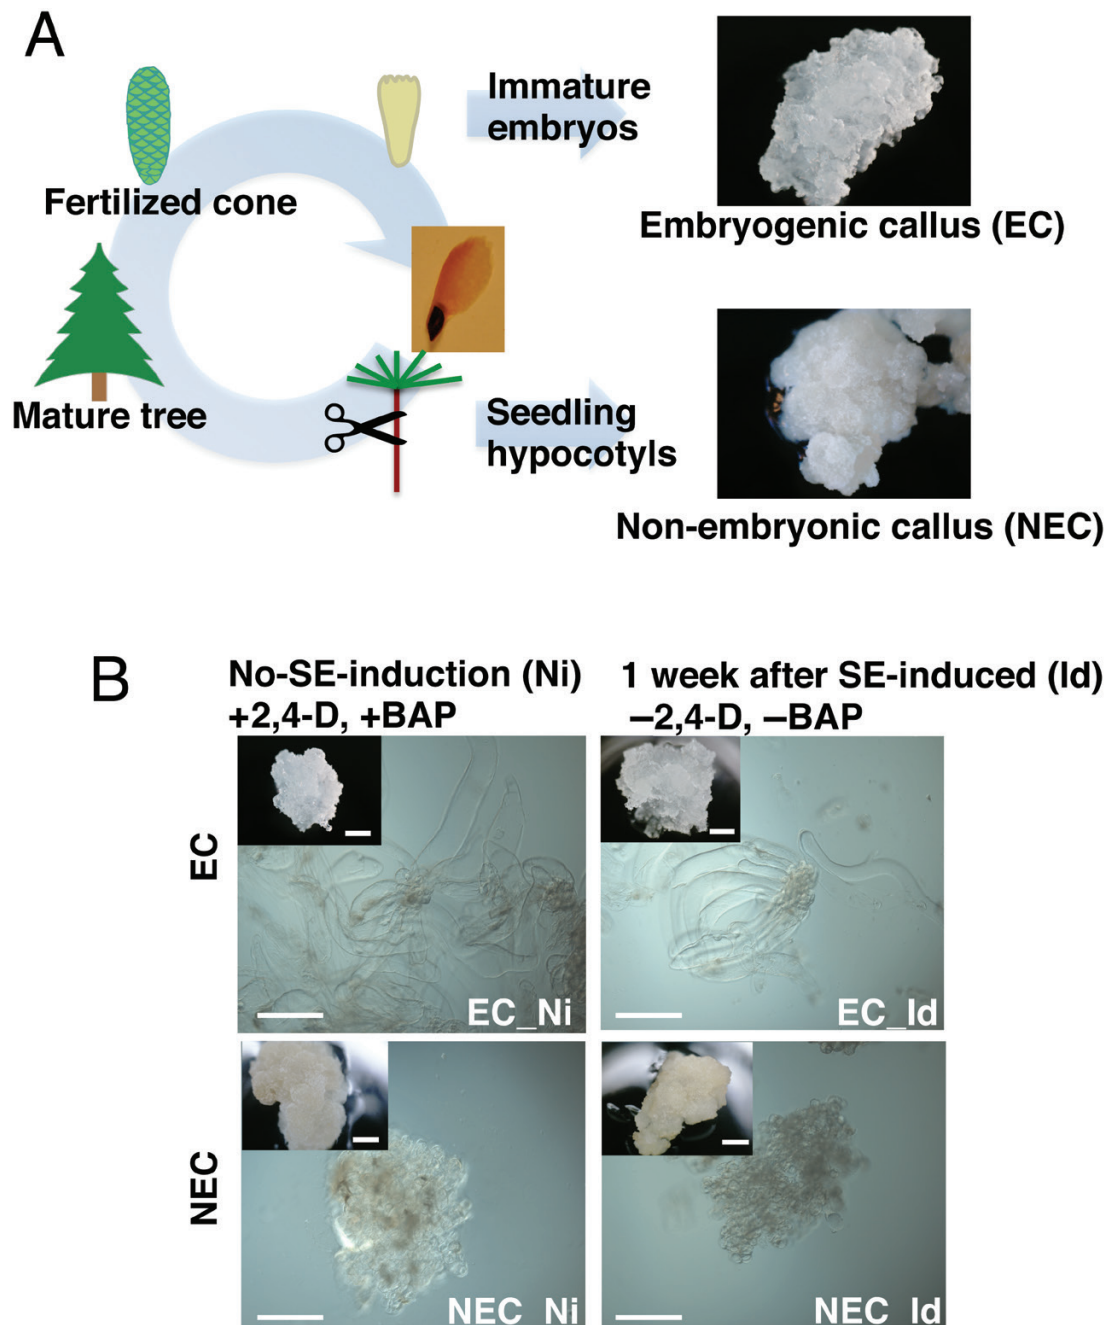 A
Immature
embryos
Fertilized cone
Embryogenic callus (EC)
Mature tree
Seedling
hypocotyls
Non-embryonic callus (NEC)
B
No-SE-induction (Ni)
+2,4-D, +BAP
1 week after SE-induced (Id)
−2,4-D, −BAP
EC
EC_Ni
EC_Id
NEC
NEC_Ni
NEC_Id